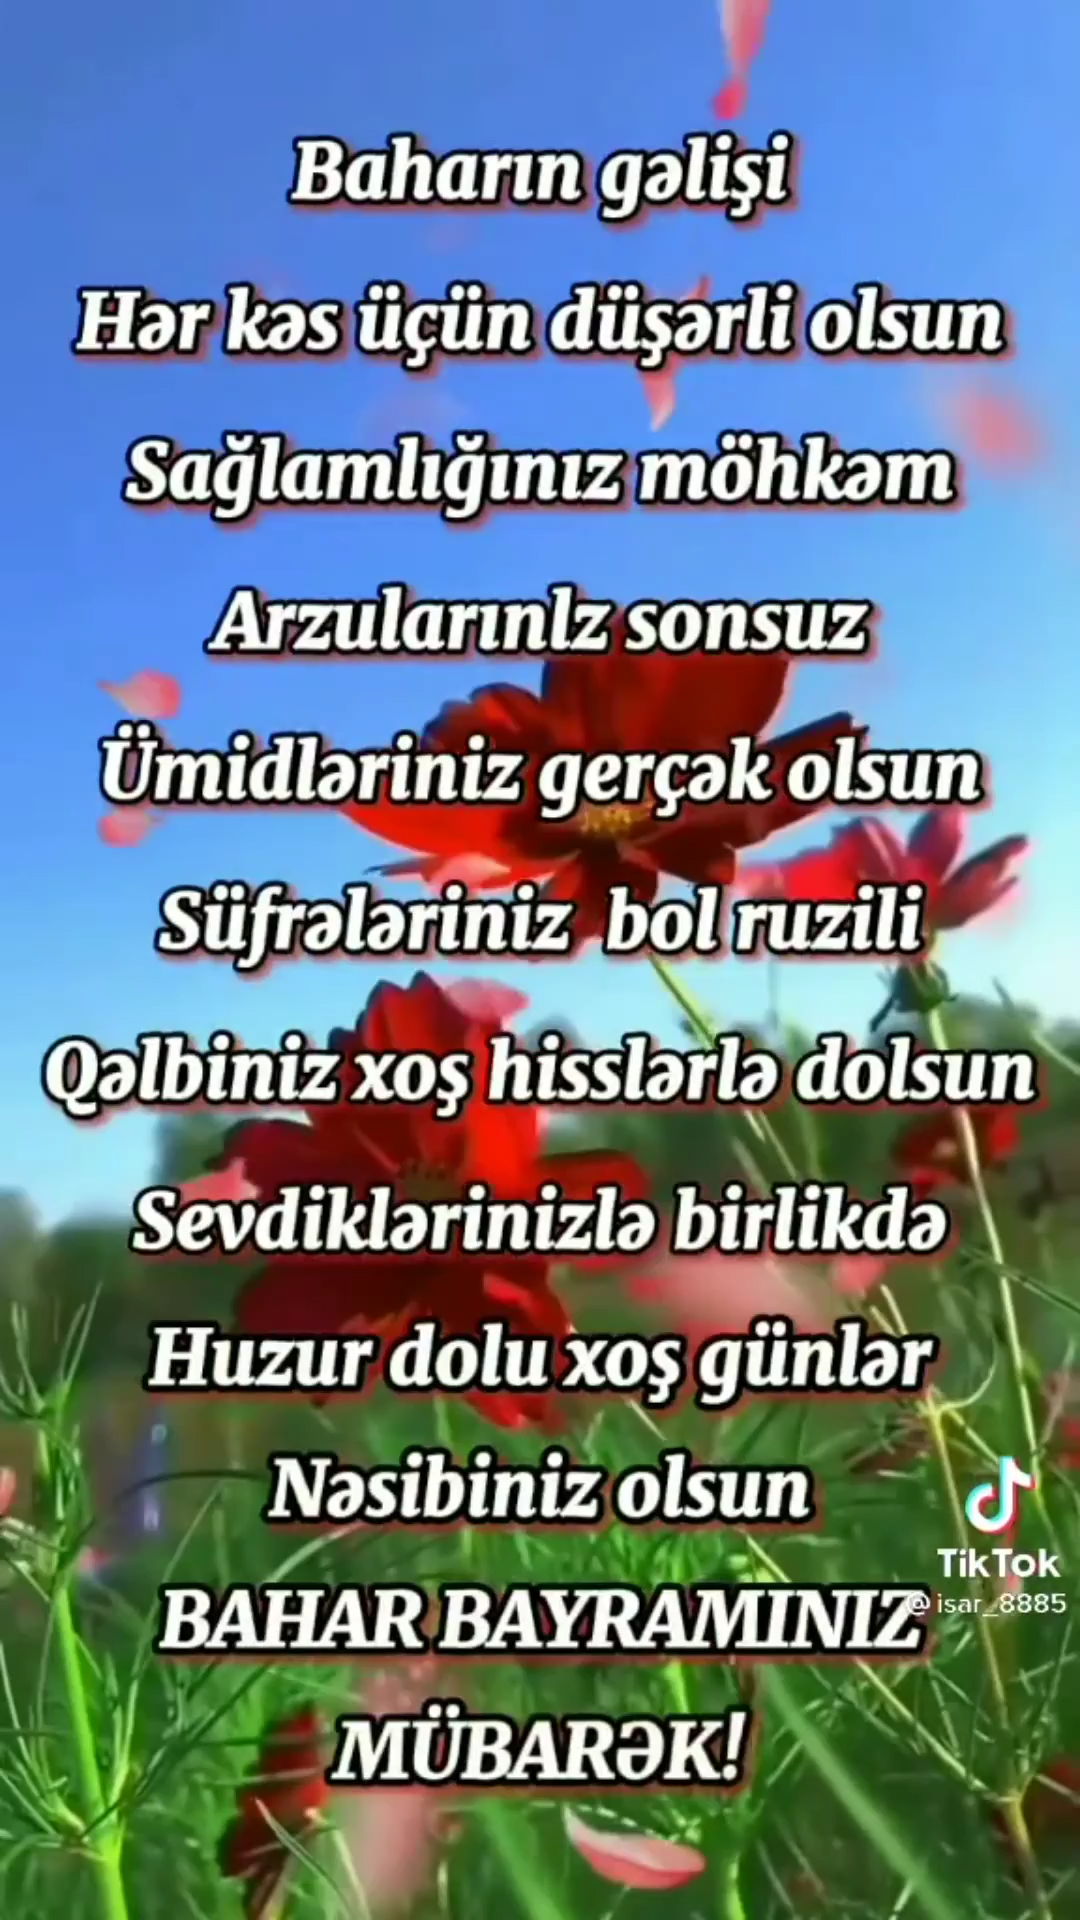 Baharın gəlişi
Hər kəs üçün düşərli olsun
Sağlamlığınız möhkəm
Arzularınlz sonsuz
Ümidləriniz gerçək olsun
Süfrələriniz bol ruzili
Qəlbiniz xoş hisslərlə dolsun
Sevdiklərinizlə birlikdə
Huzur dolu xoş günlər
Nəsibiniz olsun
BAHAR BAYRAMINIZ
MÜBARƏK!
TikTok
@isar_8885